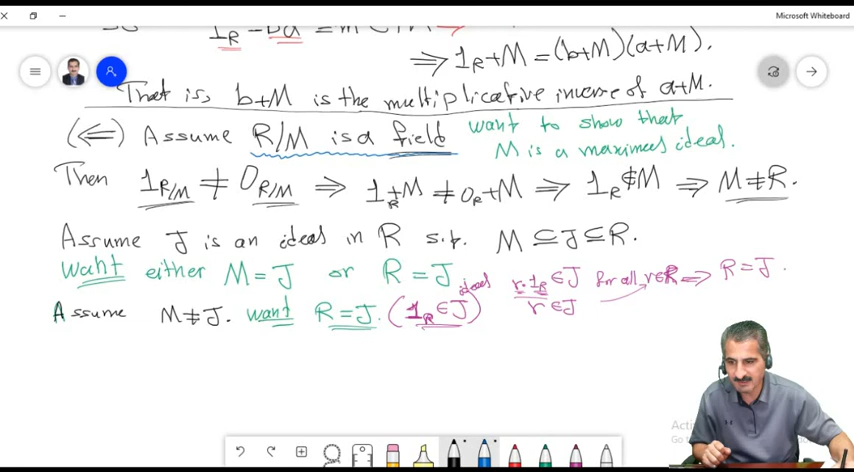 Microsoft Whiteboard
1_R - ba = m
⟹ 1_R + M = (b+M)(a+M).
That is, b+M is the multiplicative inverse of a+M.
(⟸) Assume R/M is a field want to show that
M is a maximal ideal.
Then 1_{R/M} ≠ 0_{R/M} ⟹ 1_R + M ≠ 0_R + M ⟹ 1_R ∉ M ⟹ M ≠ R.
Assume J is an ideal in R s.t. M ⊆ J ⊆ R.
want either M = J or R = J
Assume M ≠ J. want R = J. (1_R ∈ J) ideal r·1_R ∈ J for all r ∈ R ⟹ R = J.
r ∈ J